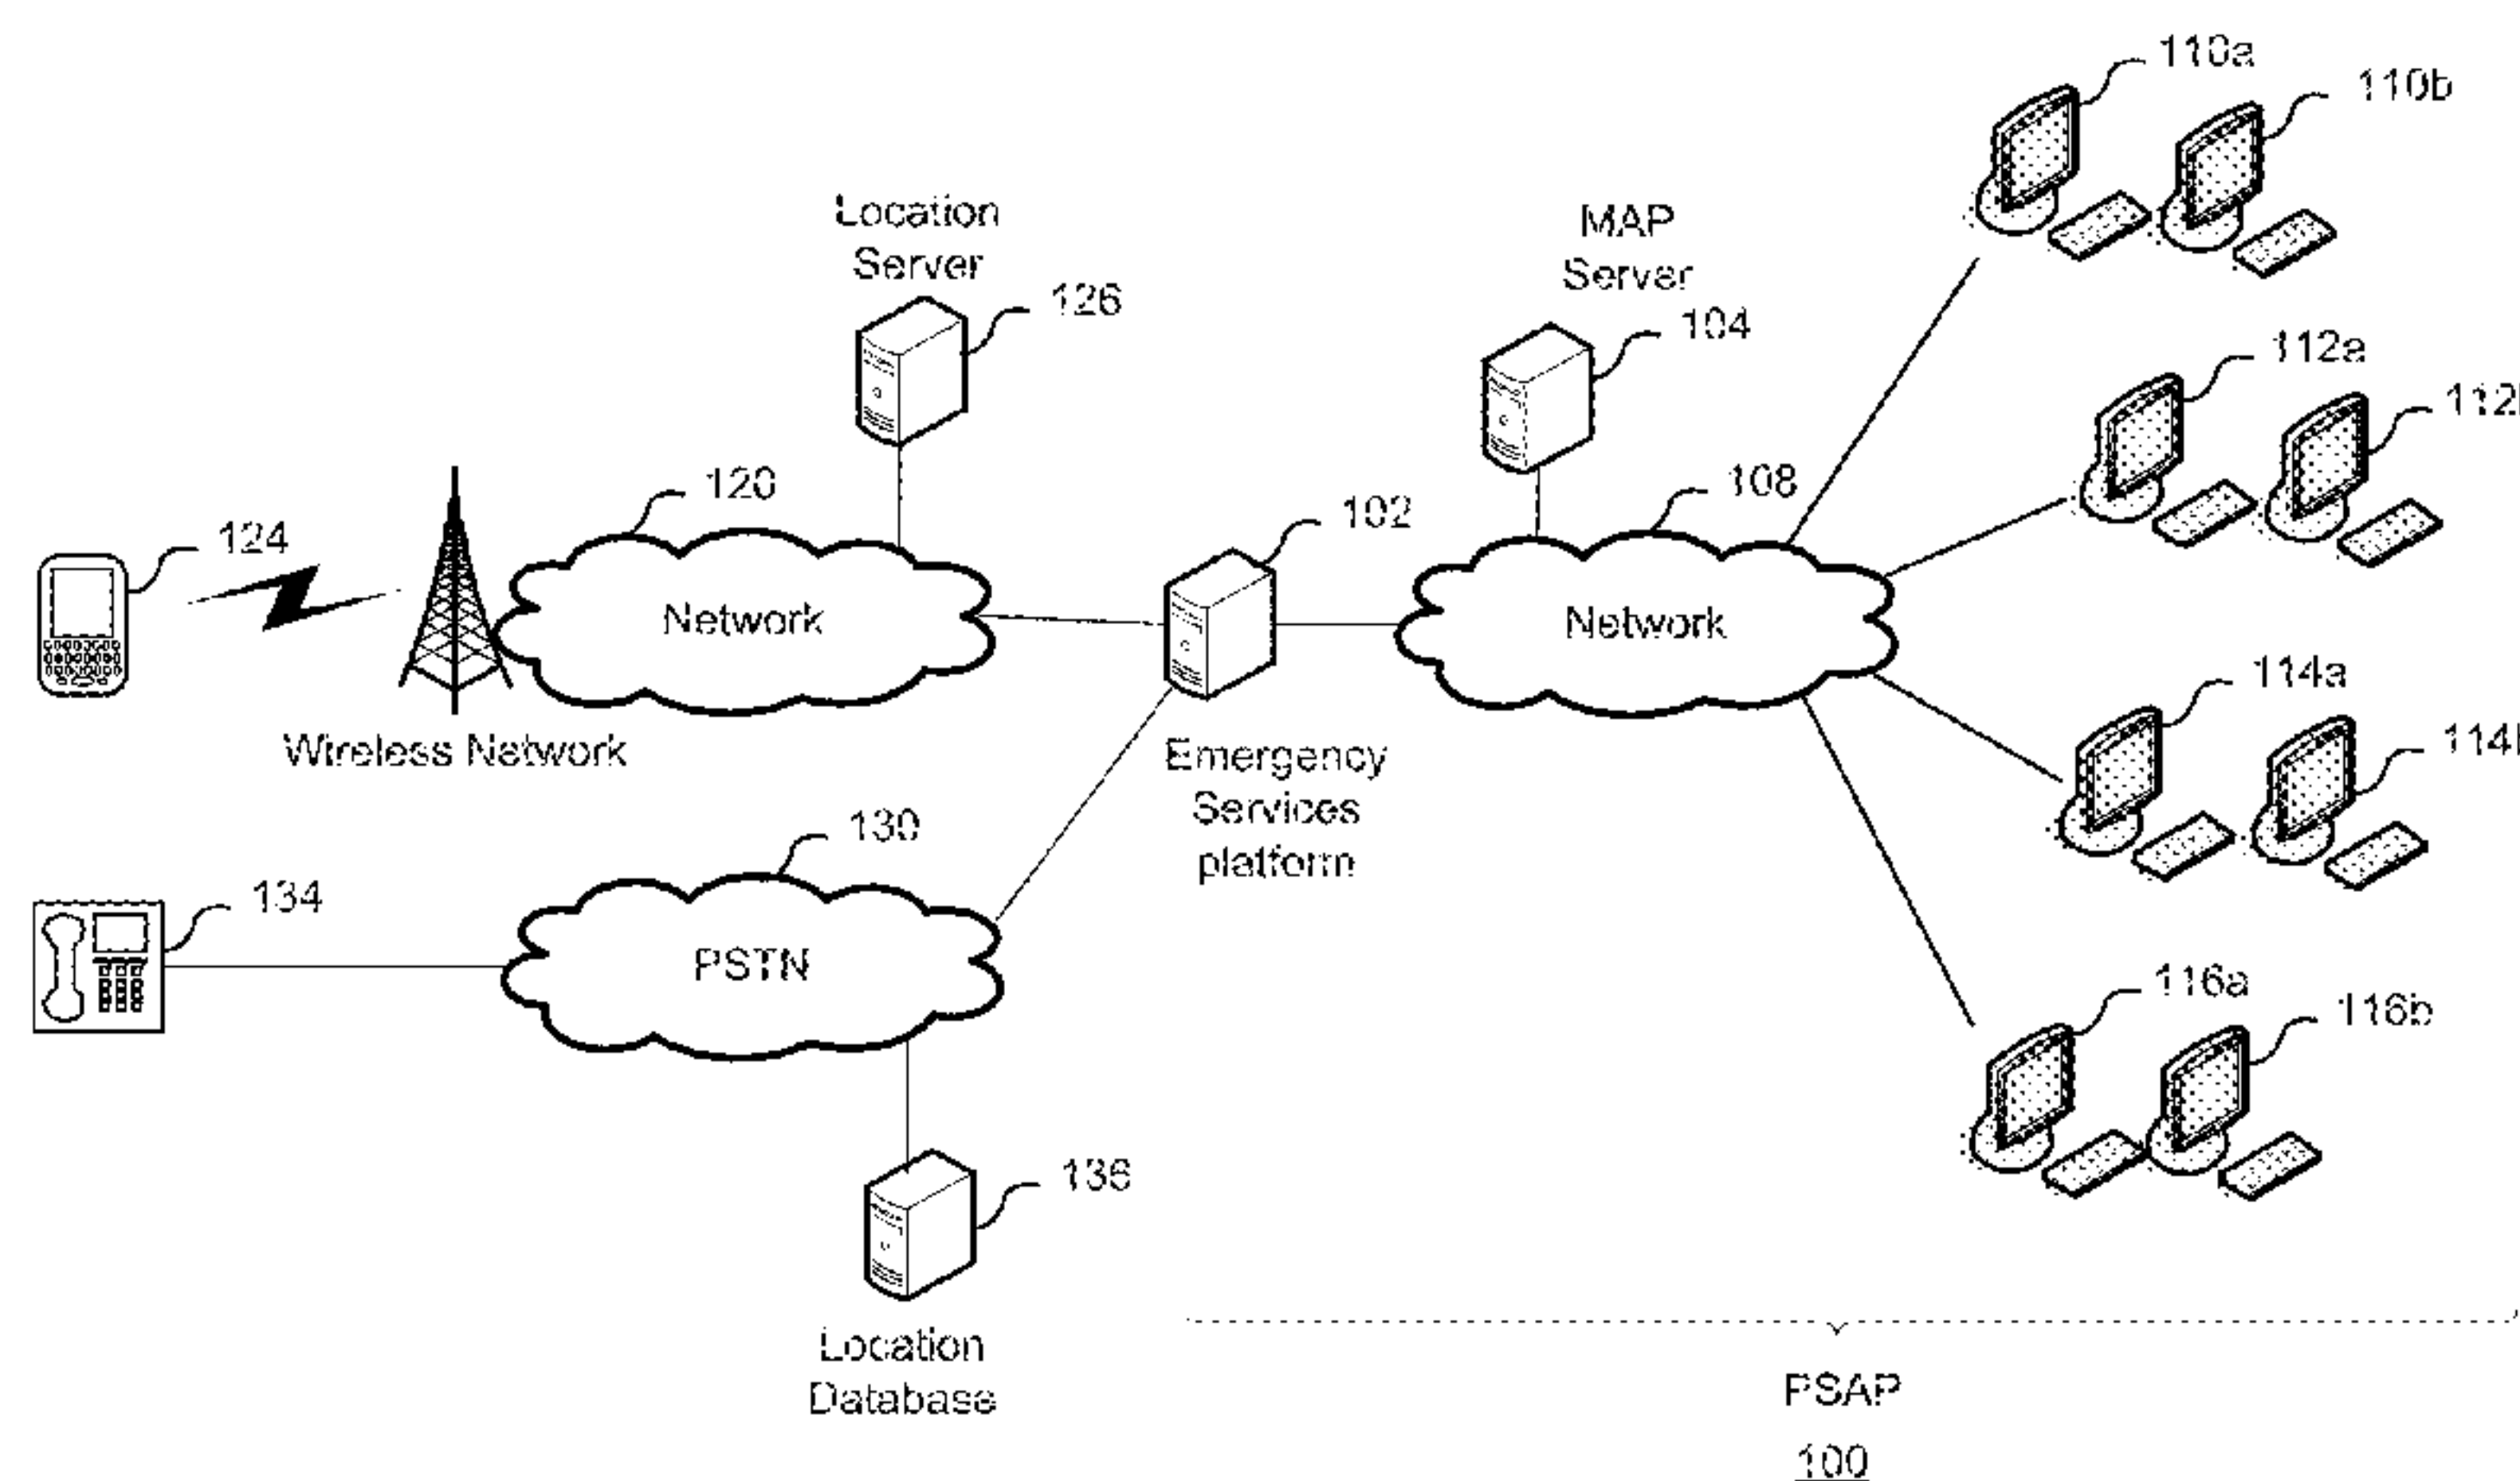 110a
110b
Location
Server
MAP
Server
126
104
112a
120
108
102
124
Network
Network
114a
Wireless Network
Emergency
Services
platform
130
134
PSTN
116a
116b
136
Location
Database
PSAP
100